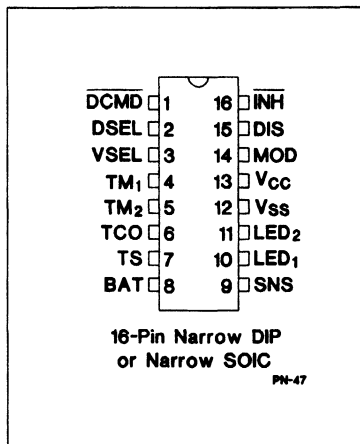 DCMD 1 16 INH
DSEL 2 15 DIS
VSEL 3 14 MOD
TM1 4 13 VCC
TM2 5 12 VSS
TCO 6 11 LED2
TS 7 10 LED1
BAT 8 9 SNS
16-Pin Narrow DIP
or Narrow SOIC
PN-47